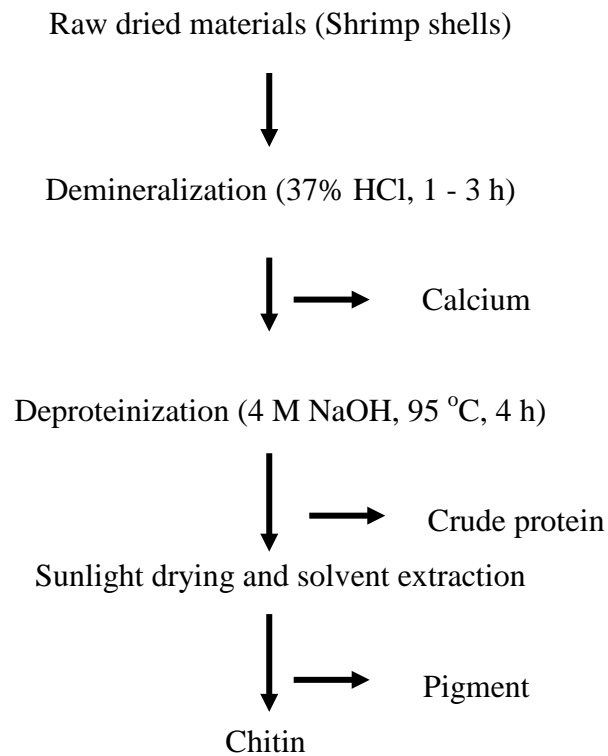 Raw dried materials (Shrimp shells)
Demineralization (37% HCl, 1 - 3 h)
Calcium
Deproteinization (4 M NaOH, 95 °C, 4 h)
Crude protein
Sunlight drying and solvent extraction
Pigment
Chitin